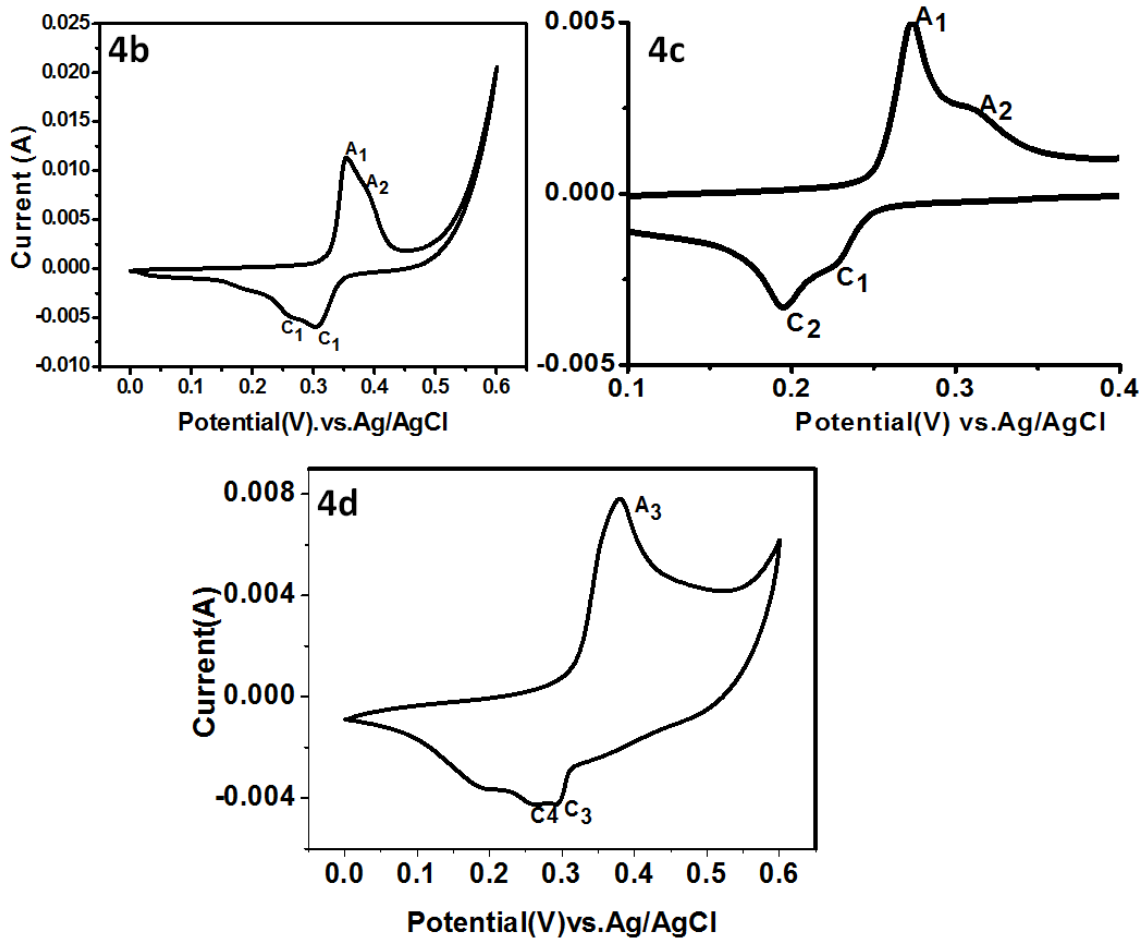 4b
0.025
0.020
0.015
0.010
0.005
0.000
-0.005
-0.010
Current (A)
A1
A2
C1 C1
0.0 0.1 0.2 0.3 0.4 0.5 0.6
Potential(V).vs.Ag/AgCl
4c
0.005
0.000
-0.005
A1
A2
C1
C2
0.1 0.2 0.3 0.4
Potential(V) vs.Ag/AgCl
4d
0.008
0.004
0.000
-0.004
Current(A)
A3
C4 C3
0.0 0.1 0.2 0.3 0.4 0.5 0.6
Potential(V)vs.Ag/AgCl